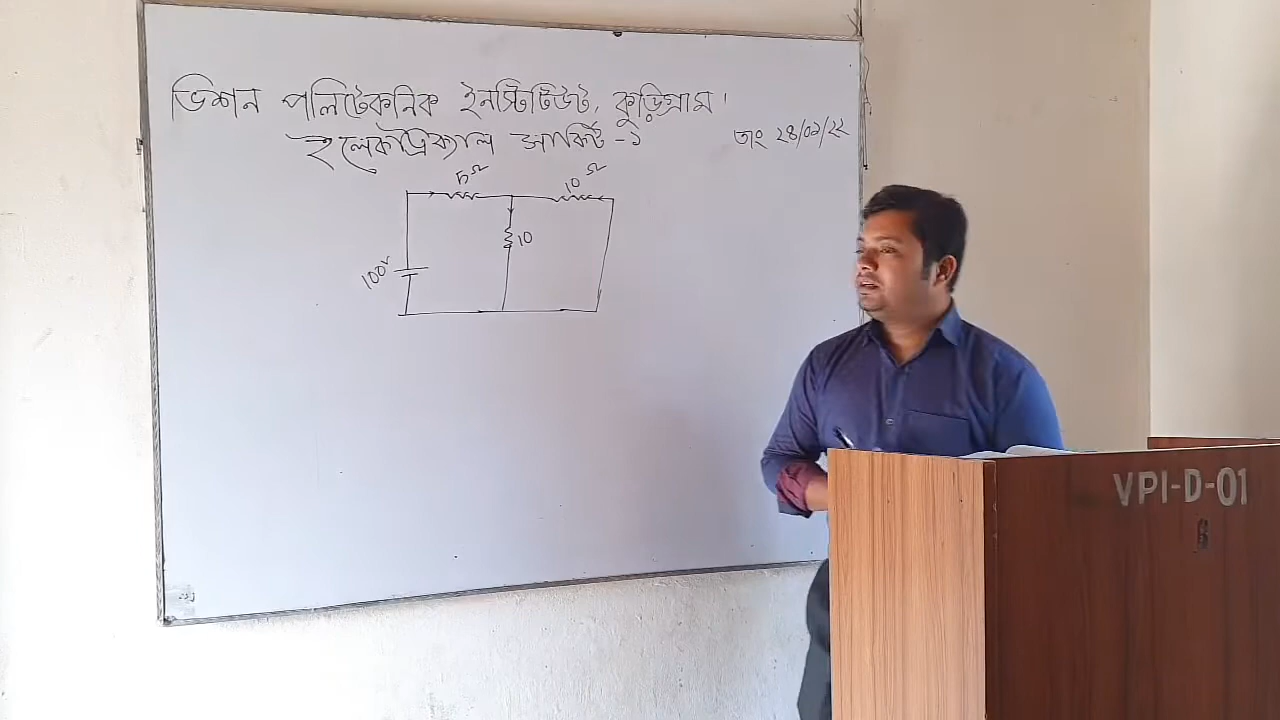 ভিশন পলিটেকনিক ইনস্টিটিউট, কুড়িগ্রাম।
ইলেকট্রিক্যাল সার্কিট -১
তাং ২৪/০১/২২
5Ω
10Ω
10
100v
VPI-D-01